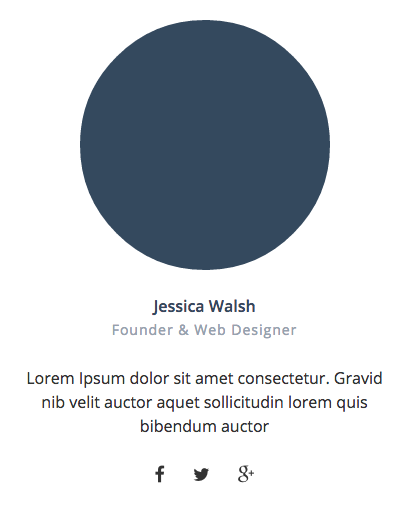 Jessica Walsh
Founder & Web Designer
Lorem Ipsum dolor sit amet consectetur. Gravid
nib velit auctor aquet sollicitudin lorem quis
bibendum auctor